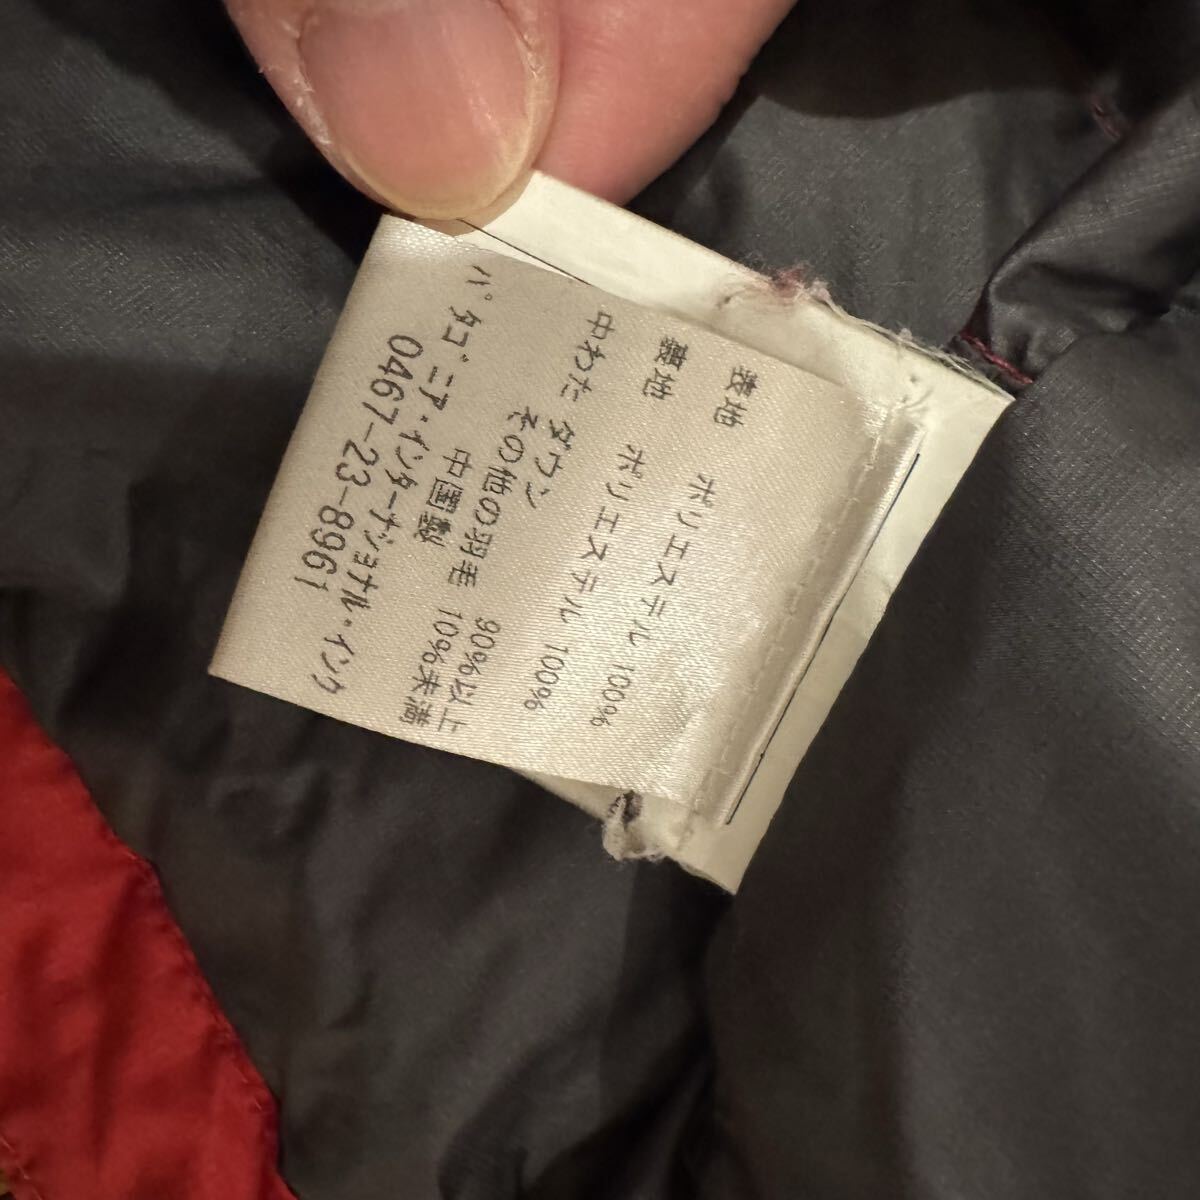 表地 ポリエステル 100%
裏地 ポリエステル 100%
中わた ダウン 90%以上
その他の羽毛 10%未満
中国製
パタゴニア・インターナショナル・インク
0467-23-8961